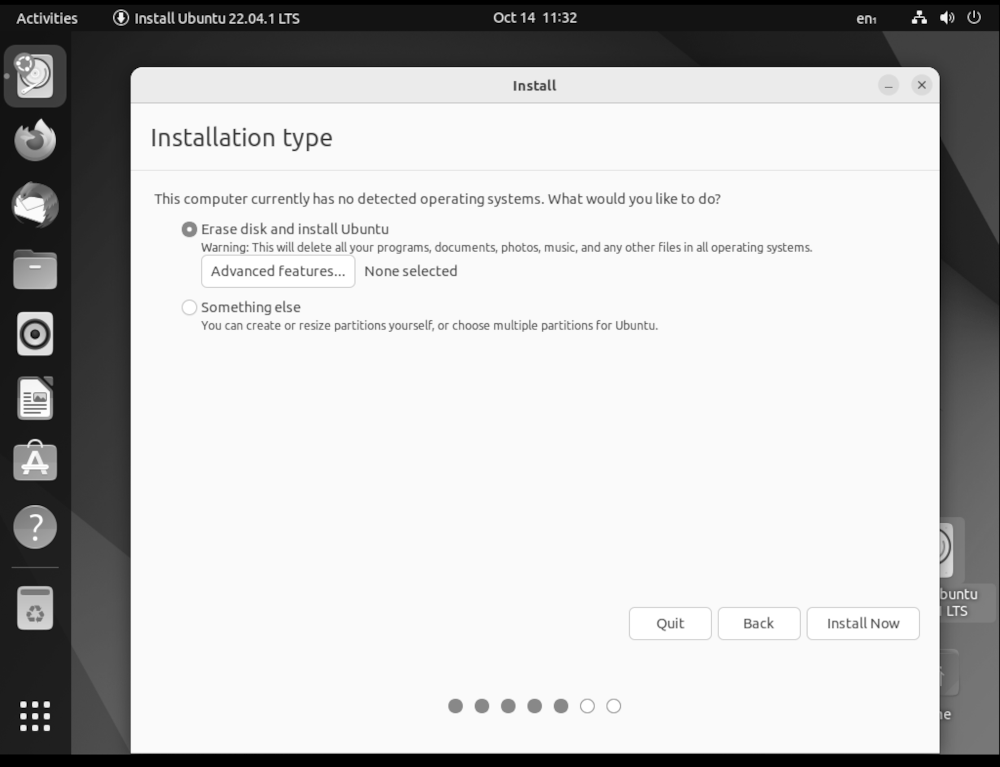 Activities
Install Ubuntu 22.04.1 LTS
Oct 14 11:32
en₁
Install
Installation type
This computer currently has no detected operating systems. What would you like to do?
Erase disk and install Ubuntu
Warning: This will delete all your programs, documents, photos, music, and any other files in all operating systems.
Advanced features... None selected
Something else
You can create or resize partitions yourself, or choose multiple partitions for Ubuntu.
buntu
LTS
Quit Back Install Now